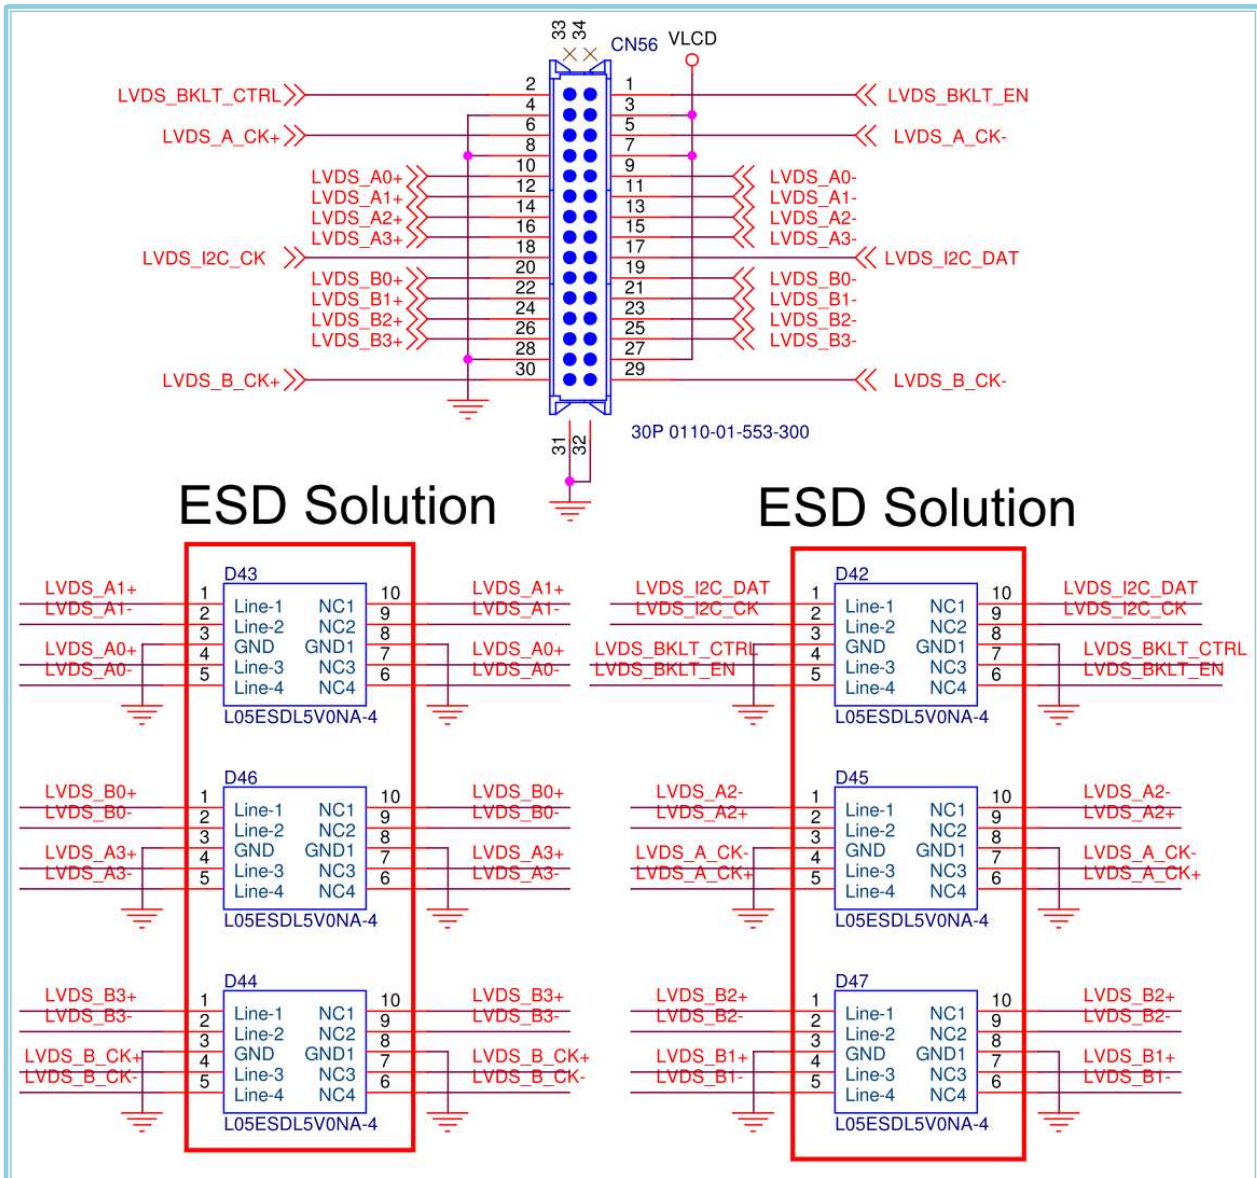 33 34 CN56 VLCD
LVDS_BKLT_CTRL 2 1 LVDS_BKLT_EN
4 3
LVDS_A_CK+ 6 5 LVDS_A_CK-
8 7
LVDS_A0+ 10 9 LVDS_A0-
LVDS_A1+ 12 11 LVDS_A1-
LVDS_A2+ 14 13 LVDS_A2-
LVDS_A3+ 16 15 LVDS_A3-
LVDS_I2C_CK 18 17 LVDS_I2C_DAT
LVDS_B0+ 20 19 LVDS_B0-
LVDS_B1+ 22 21 LVDS_B1-
LVDS_B2+ 24 23 LVDS_B2-
LVDS_B3+ 26 25 LVDS_B3-
28 27
LVDS_B_CK+ 30 29 LVDS_B_CK-
31 32 30P 0110-01-553-300
ESD Solution
D43
LVDS_A1+ 1 Line-1 NC1 10 LVDS_A1+
LVDS_A1- 2 Line-2 NC2 9 LVDS_A1-
3 GND GND1 8
LVDS_A0+ 4 Line-3 NC3 7 LVDS_A0+
LVDS_A0- 5 Line-4 NC4 6 LVDS_A0-
L05ESDL5V0NA-4
D46
LVDS_B0+ 1 Line-1 NC1 10 LVDS_B0+
LVDS_B0- 2 Line-2 NC2 9 LVDS_B0-
3 GND GND1 8
LVDS_A3+ 4 Line-3 NC3 7 LVDS_A3+
LVDS_A3- 5 Line-4 NC4 6 LVDS_A3-
L05ESDL5V0NA-4
D44
LVDS_B3+ 1 Line-1 NC1 10 LVDS_B3+
LVDS_B3- 2 Line-2 NC2 9 LVDS_B3-
3 GND GND1 8
LVDS_B_CK+ 4 Line-3 NC3 7 LVDS_B_CK+
LVDS_B_CK- 5 Line-4 NC4 6 LVDS_B_CK-
L05ESDL5V0NA-4
ESD Solution
D42
LVDS_I2C_DAT 1 Line-1 NC1 10 LVDS_I2C_DAT
LVDS_I2C_CK 2 Line-2 NC2 9 LVDS_I2C_CK
3 GND GND1 8
LVDS_BKLT_CTRL 4 Line-3 NC3 7 LVDS_BKLT_CTRL
LVDS_BKLT_EN 5 Line-4 NC4 6 LVDS_BKLT_EN
L05ESDL5V0NA-4
D45
LVDS_A2- 1 Line-1 NC1 10 LVDS_A2-
LVDS_A2+ 2 Line-2 NC2 9 LVDS_A2+
3 GND GND1 8
LVDS_A_CK- 4 Line-3 NC3 7 LVDS_A_CK-
LVDS_A_CK+ 5 Line-4 NC4 6 LVDS_A_CK+
L05ESDL5V0NA-4
D47
LVDS_B2+ 1 Line-1 NC1 10 LVDS_B2+
LVDS_B2- 2 Line-2 NC2 9 LVDS_B2-
3 GND GND1 8
LVDS_B1+ 4 Line-3 NC3 7 LVDS_B1+
LVDS_B1- 5 Line-4 NC4 6 LVDS_B1-
L05ESDL5V0NA-4